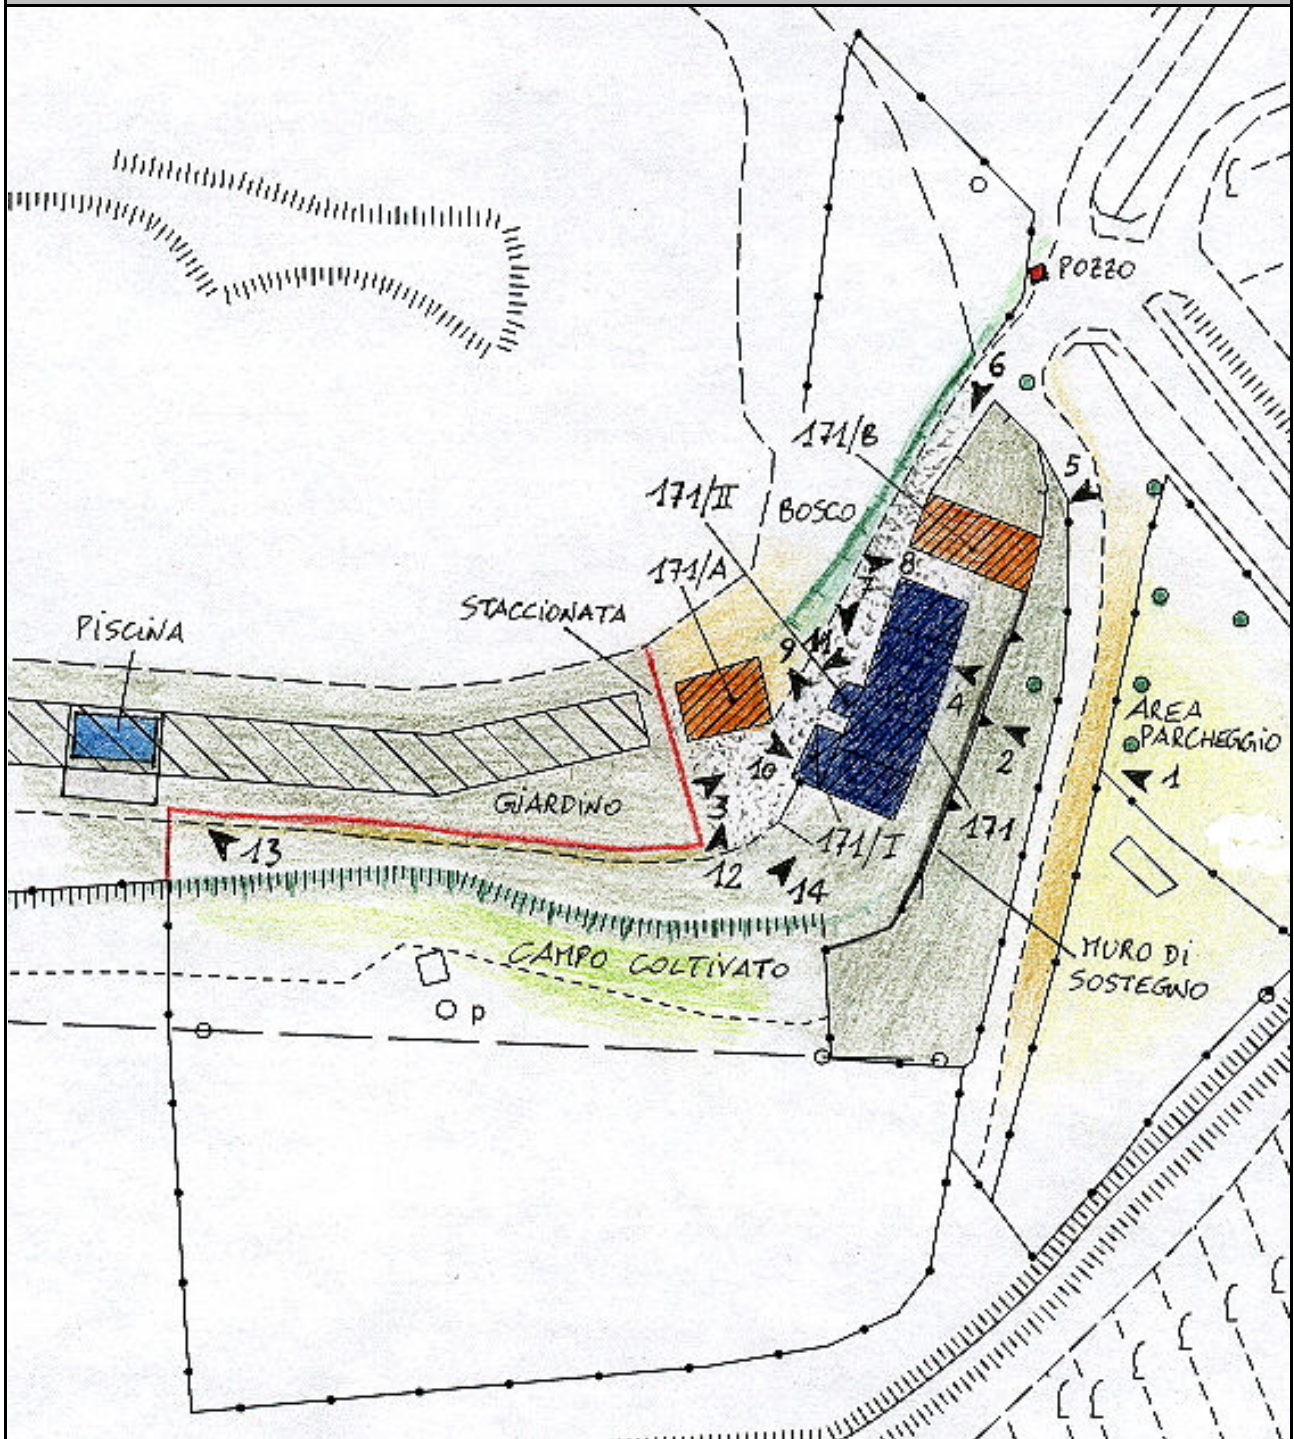 POZZO
6
171/B
5
171/II
BOSCO
171/A
8
7
STACCIONATA
PISCINA
9
11
4
AREA
PARCHEGGIO
2
10
1
3
GIARDINO
171
171/I
13
12
14
CAMPO COLTIVATO
MURO DI
SOSTEGNO
p